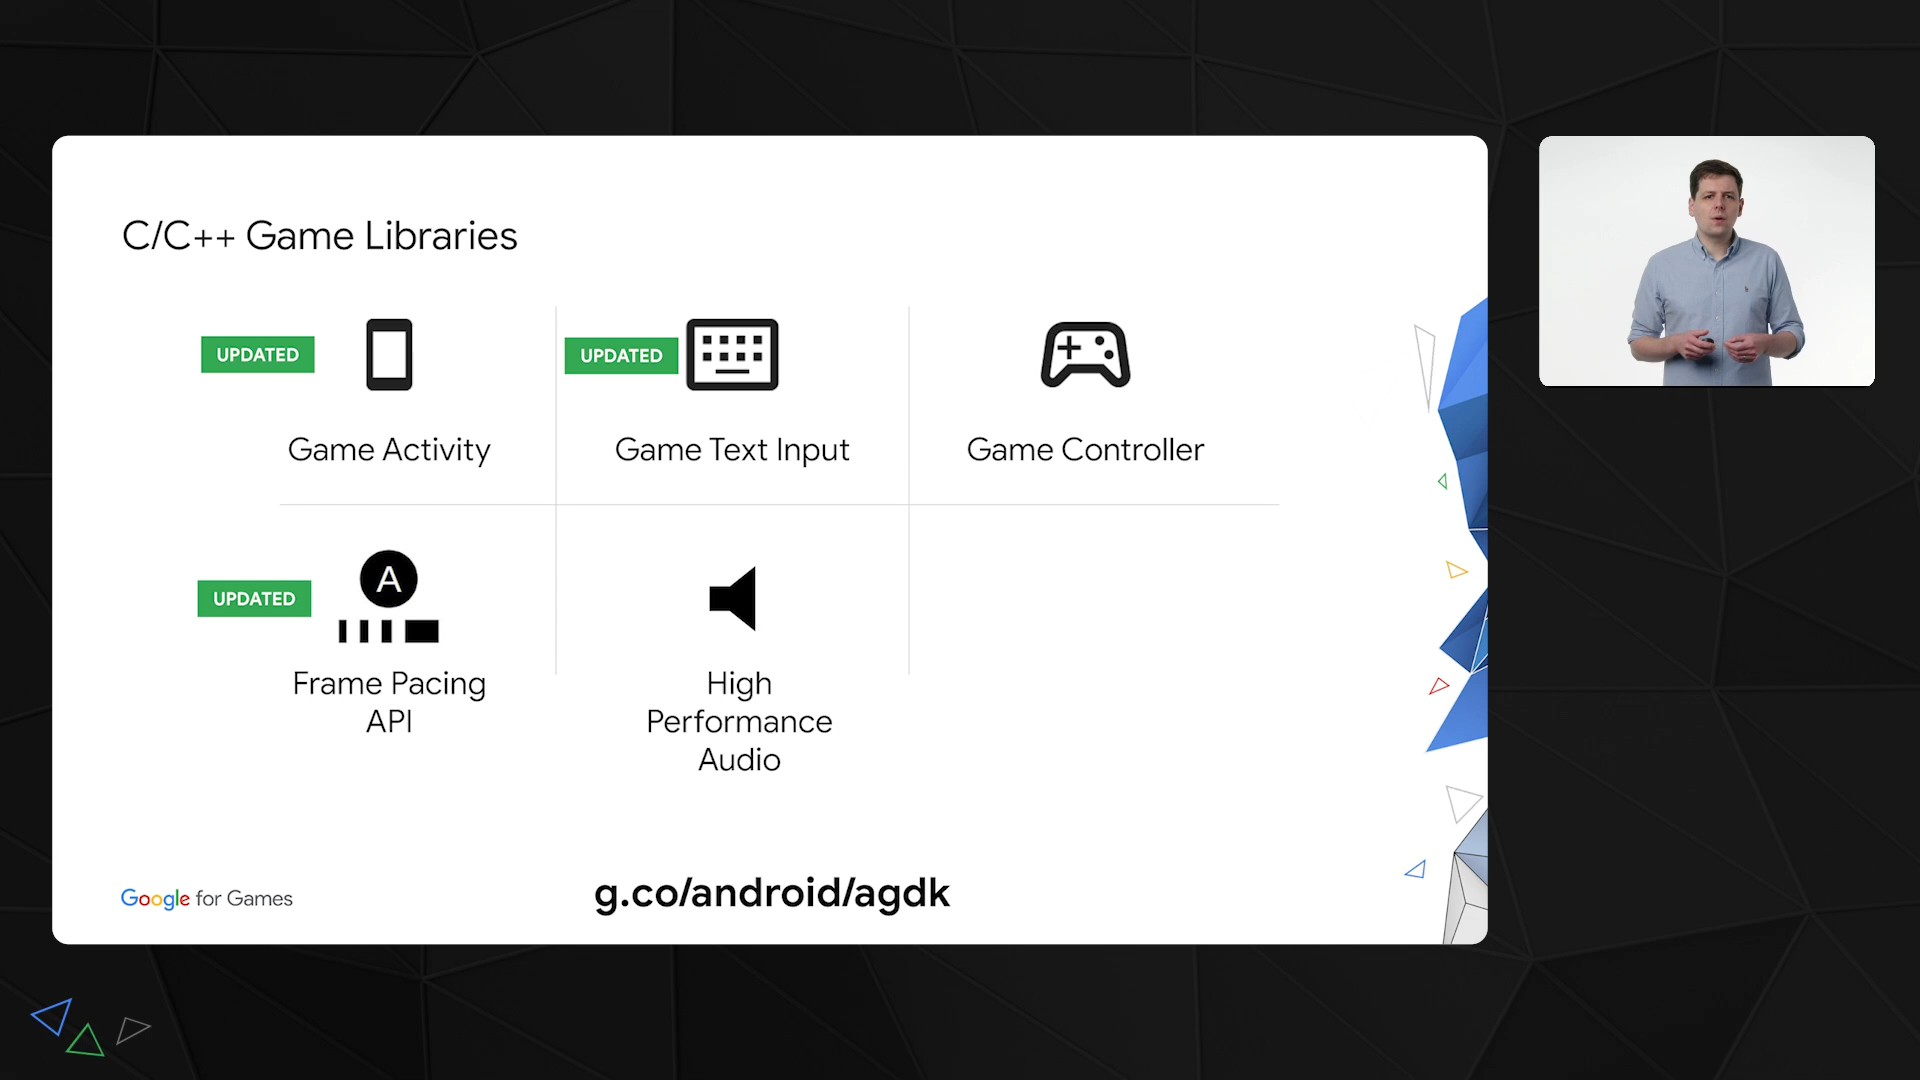 C/C++ Game Libraries
UPDATED
Game Activity
UPDATED
Game Text Input
Game Controller
UPDATED
A
Frame Pacing
API
High
Performance
Audio
Google for Games
g.co/android/agdk